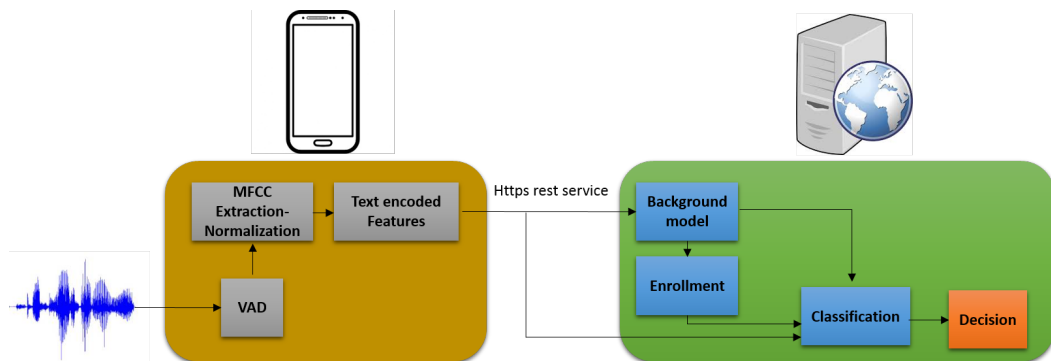 MFCC
Extraction-
Normalization
Text encoded
Features
VAD
Https rest service
Background
model
Enrollment
Classification
Decision